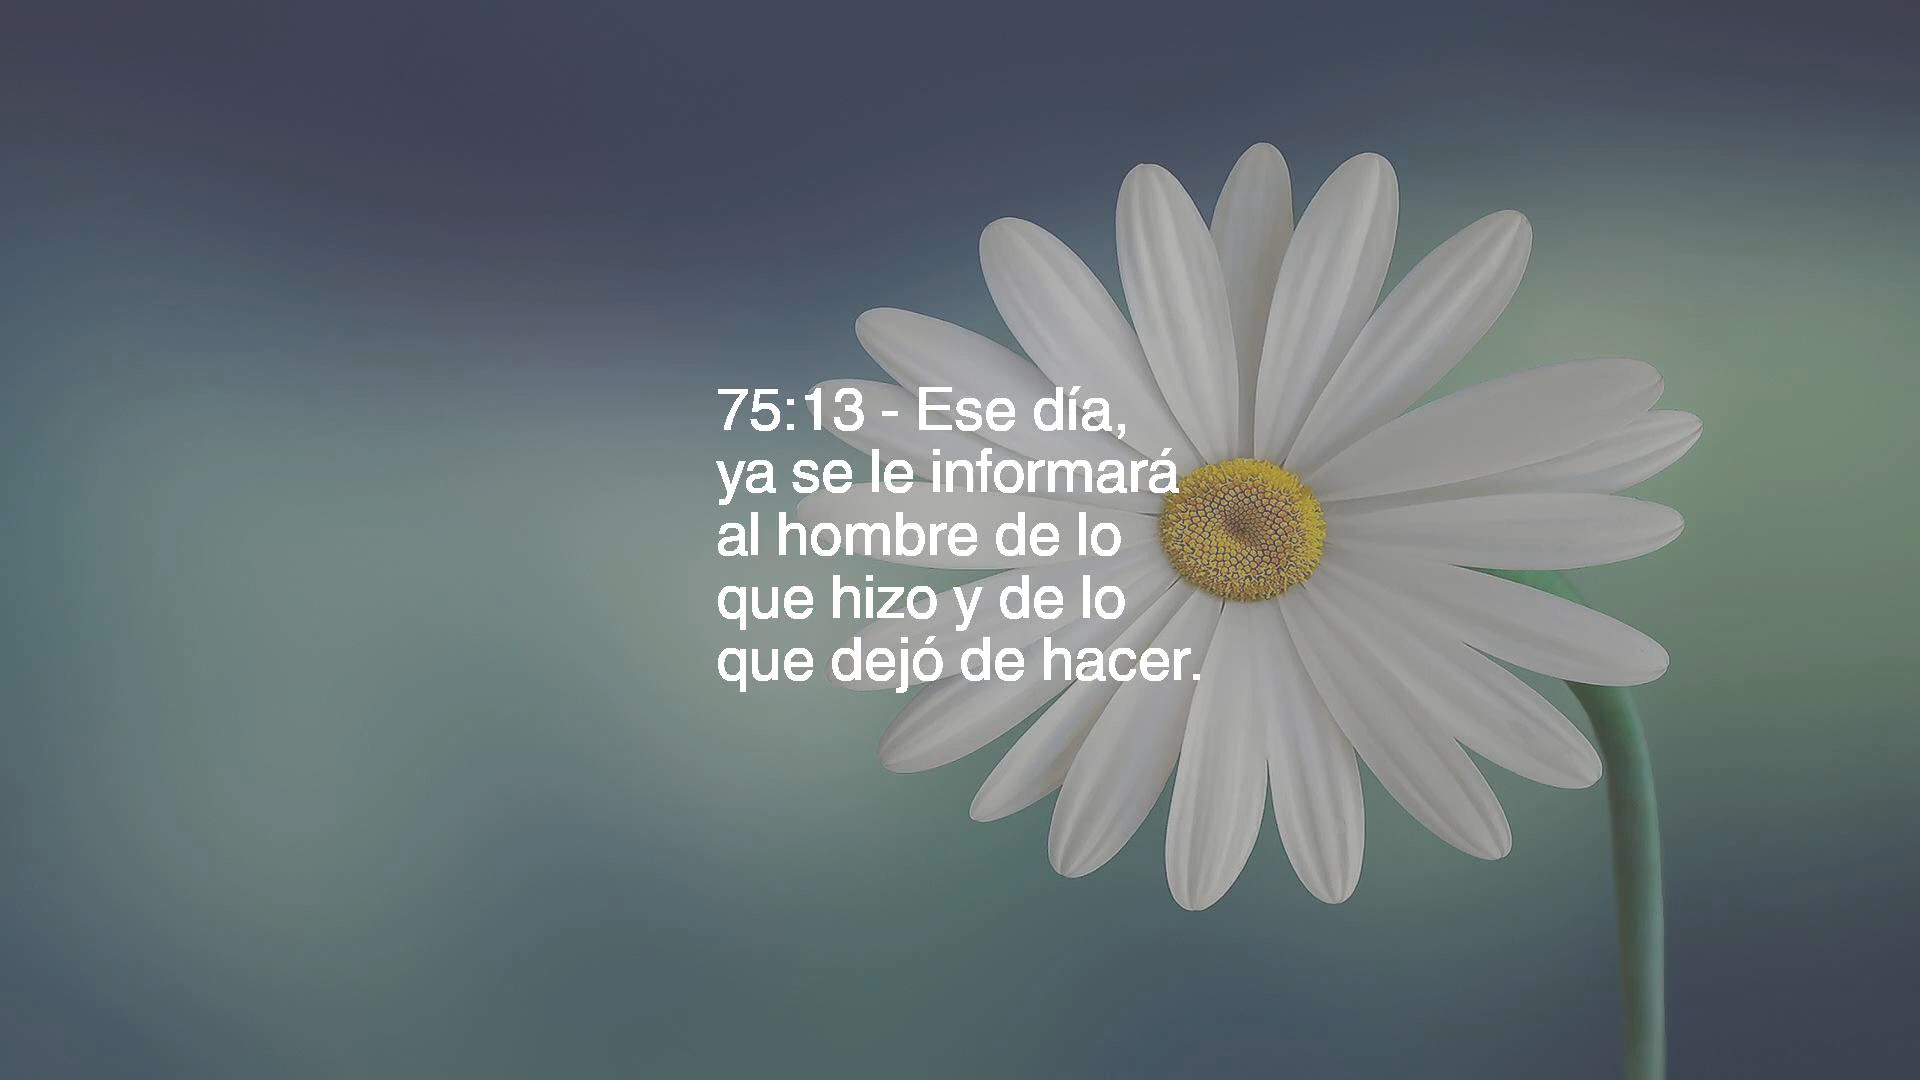 75:13 - Ese día,
ya se le informará
al hombre de lo
que hizo y de lo
que dejó de hacer.